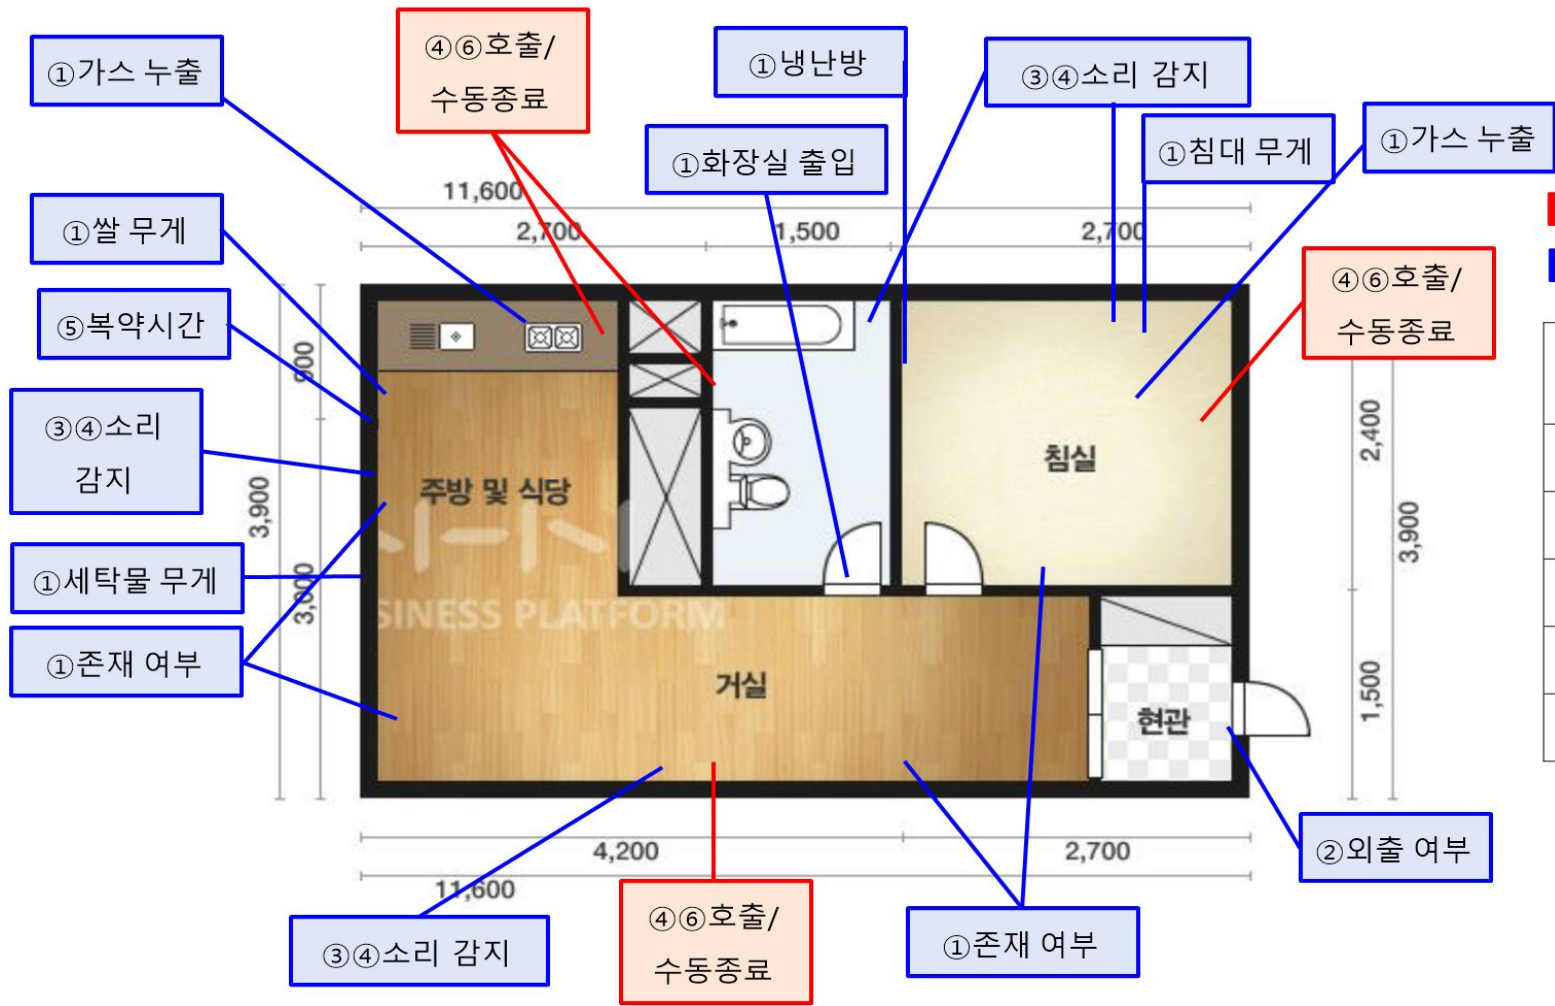 ①가스 누출
④⑥호출/
수동종료
①냉난방
③④소리 감지
①화장실 출입
①침대 무게
①가스 누출
11,600
2,700
1,500
2,700
①쌀 무게
④⑥호출/
수동종료
⑤복약시간
900
③④소리
감지
2,400
침실
주방 및 식당
3,900
3,900
①세탁물 무게
3,000
SINESS PLATFORM
①존재 여부
거실
1,500
현관
②외출 여부
4,200
2,700
11,600
④⑥호출/
수동종료
③④소리 감지
①존재 여부